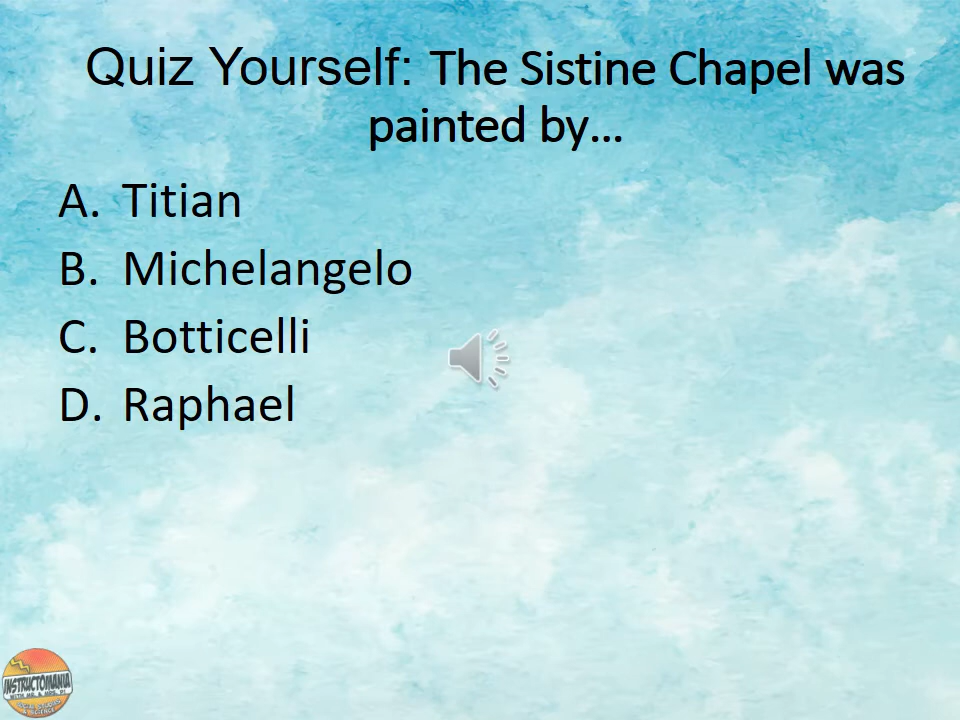 Quiz Yourself: The Sistine Chapel was
painted by...
A. Titian
B. Michelangelo
C. Botticelli
D. Raphael
INSTRUCTOMANIA